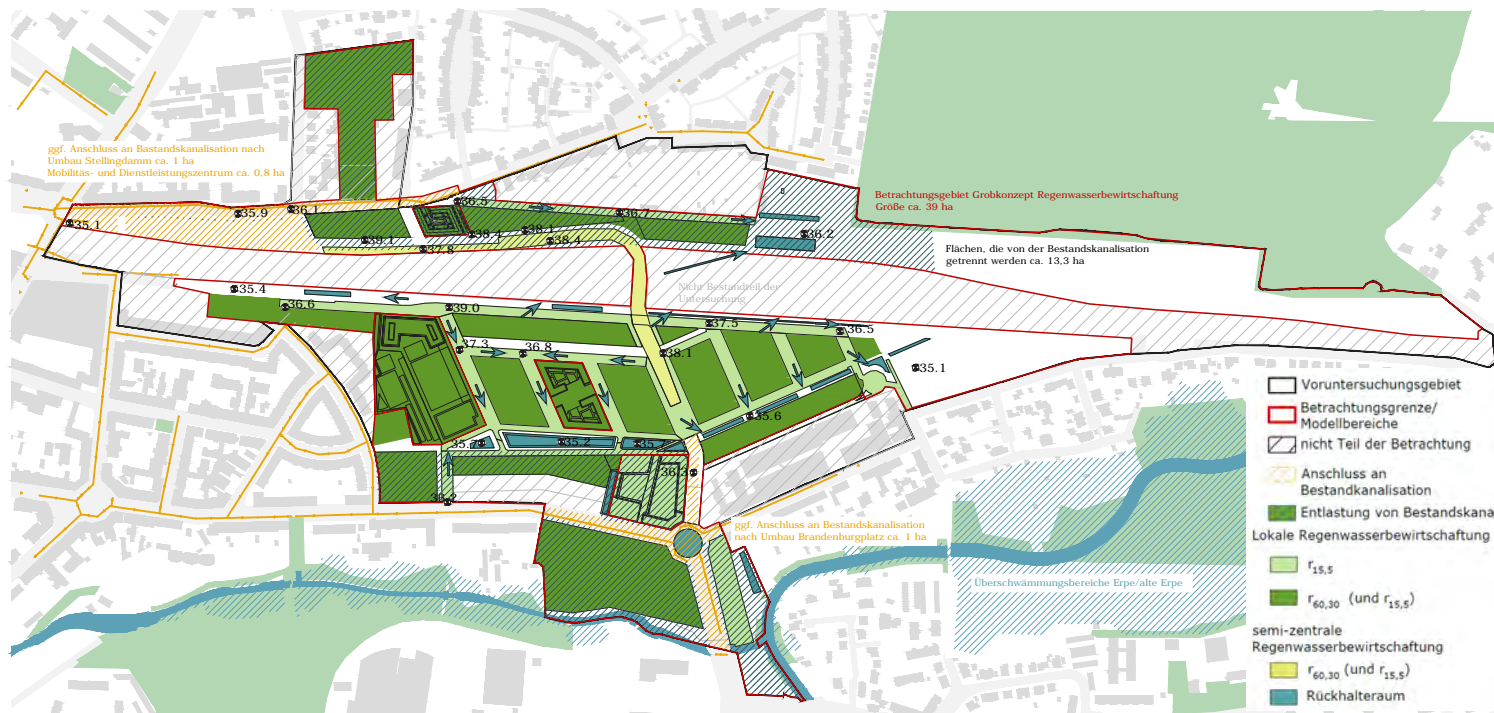 ggf. Anschluss an Bastandskanalisation nach
Umbau Stellingdamm ca. 1 ha
Mobilitäs- und Dienstleistungszentrum ca. 0,8 ha
Betrachtungsgebiet Grobkonzept Regenwasserbewirtschaftung
Größe ca. 39 ha
Flächen, die von der Bestandskanalisation
getrennt werden ca. 13,3 ha
Nicht Bestandteil der
Untersuchung
35.1
35.9
36.1
36.5
36.7
39.1
37.8
38.4
38.1
38.4
36.2
35.4
36.6
39.0
37.5
36.5
37.3
36.8
38.1
35.1
35.6
35.2
36.3
ggf. Anschluss an Bestandskanalisation
nach Umbau Brandenburgplatz ca. 1 ha
Überschwämmungsbereiche Erpe/alte Erpe
Voruntersuchungsgebiet
Betrachtungsgrenze/
Modellbereiche
nicht Teil der Betrachtung
Anschluss an
Bestandkanalisation
Entlastung von Bestandskana
Lokale Regenwasserbewirtschaftung
r15,5
r60,30 (und r15,5)
semi-zentrale
Regenwasserbewirtschaftung
r60,30 (und r15,5)
Rückhalteraum